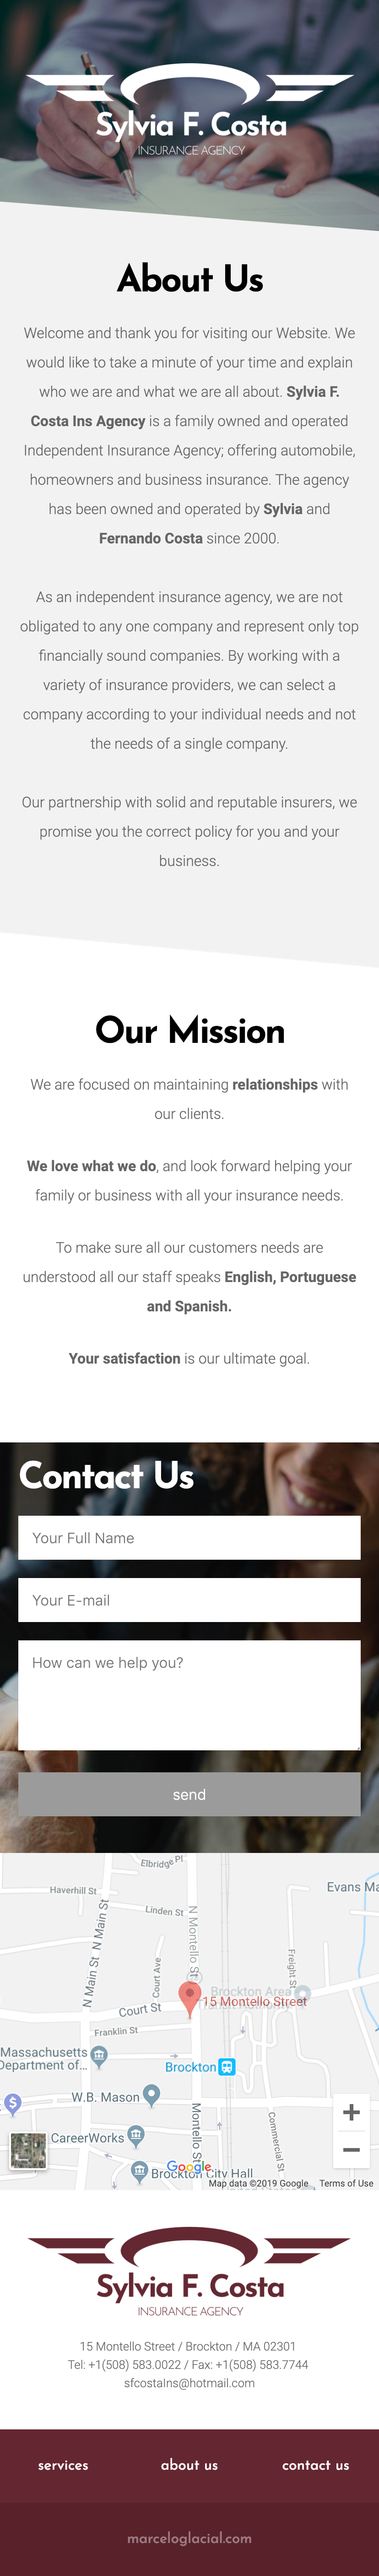 Sylvia F. Costa
INSURANCE AGENCY
About Us
Welcome and thank you for visiting our Website. We
would like to take a minute of your time and explain
who we are and what we are all about. Sylvia F.
Costa Ins Agency is a family owned and operated
Independent Insurance Agency; offering automobile,
homeowners and business insurance. The agency
has been owned and operated by Sylvia and
Fernando Costa since 2000.
As an independent insurance agency, we are not
obligated to any one company and represent only top
financially sound companies. By working with a
variety of insurance providers, we can select a
company according to your individual needs and not
the needs of a single company.
Our partnership with solid and reputable insurers, we
promise you the correct policy for you and your
business.
Our Mission
We are focused on maintaining relationships with
our clients.
We love what we do, and look forward helping your
family or business with all your insurance needs.
To make sure all our customers needs are
understood all our staff speaks English, Portuguese
and Spanish.
Your satisfaction is our ultimate goal.
Contact Us
Your Full Name
Your E-mail
How can we help you?
send
Elbridge Pl
Haverhill St
Evans Ma
N Main St
N Main St
Linden St
N Montello St
Court Ave
Freight St
Brockton Area
15 Montello Street
Court St
Franklin St
Massachusetts
Department of...
Brockton
W.B. Mason
Montello St
Commercial St
CareerWorks
Brockton City Hall
Google
Map data ©2019 Google
Terms of Use
Sylvia F. Costa
INSURANCE AGENCY
15 Montello Street / Brockton / MA 02301
Tel: +1(508) 583.0022 / Fax: +1(508) 583.7744
sfcostaIns@hotmail.com
services
about us
contact us
marceloglacial.com